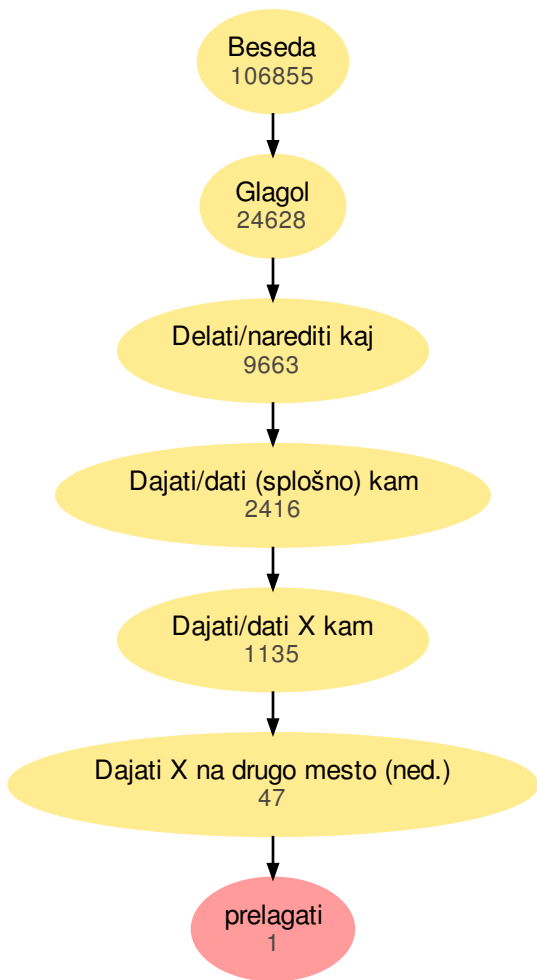 Beseda
106855
Glagol
24628
Delati/narediti kaj
9663
Dajati/dati (splošno) kam
2416
Dajati/dati X kam
1135
Dajati X na drugo mesto (ned.)
47
prelagati
1